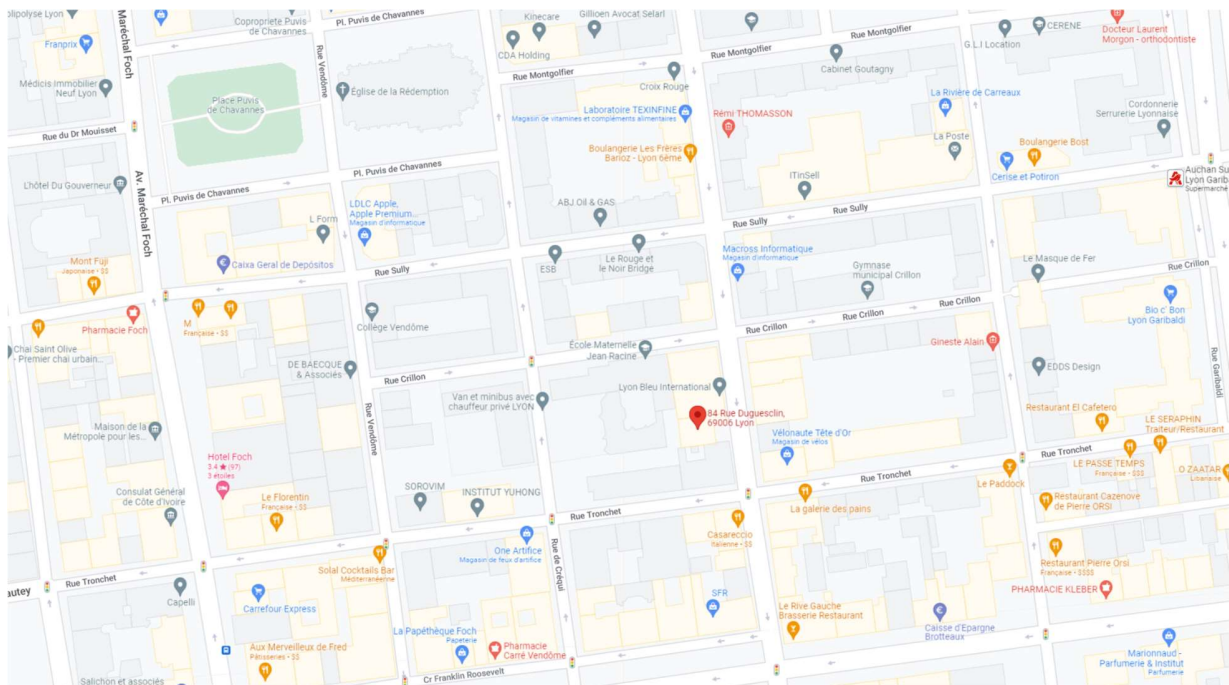 olipolyse Lyon
Copropriete Puvis
de Chavannes
Pl. Puvis de Chavannes
Kinecare
Gillioen Avocat Selarl
CERENE
Docteur Laurent
Morgon - orthodontiste
Franprix
Maréchal Foch
Rue Vendôme
CDA Holding
Rue Montgolfier
Rue Montgolfier
Rue Montgolfier
G.L.I Location
Cabinet Goutagny
Médicis Immobilier
Neuf Lyon
Croix Rouge
Place Puvis
de Chavannes
Église de la Rédemption
La Rivière de Carreaux
Laboratoire TEXINFINE
Magasin de vitamines et compléments alimentaires
Cordonnerie
Serrurerie Lyonnaise
Rue du Dr Mouisset
Rémi THOMASSON
La Poste
Boulangerie Bost
Boulangerie Les Frères
Barioz - Lyon 6ème
Pl. Puvis de Chavannes
Pl. Puvis de Chavannes
L'hôtel Du Gouverneur
Av. Maréchal Foch
ITinSell
Cerise et Potiron
Auchan Su
Lyon Garib
Supermarché
LDLC Apple,
Apple Premium...
Magasin d'informatique
ABJ Oil & GAS
Rue Sully
Rue Sully
L Form
Mont Fuji
Japonaise • $$
Caixa Geral de Depósitos
Rue Sully
ESB
Le Rouge et
le Noir Bridge
Macross Informatique
Magasin d'informatique
Gymnase
municipal Crillon
Le Masque de Fer
Rue Crillon
Pharmacie Foch
M
Française • $$
Collège Vendôme
Rue Crillon
Rue Crillon
Bio c' Bon
Lyon Garibaldi
Chai Saint Olive
- Premier chai urbain...
École Maternelle
Jean Racine
Gineste Alain
DE BAECQUE
& Associés
Rue Crillon
Lyon Bleu International
EDDS Design
Rue Garibaldi
Van et minibus avec
chauffeur privé LYON
84 Rue Duguesclin,
69006 Lyon
Restaurant El Cafetero
Rue Vendôme
Maison de la
Métropole pour les...
Vélonaute Tête d'Or
Magasin de vélos
LE SERAPHIN
Traiteur/Restaurant
Rue Tronchet
Hotel Foch
3.4 ★ (97)
3 étoiles
LE PASSE TEMPS
Française • $$$
O ZAATAR
Libanaise
Rue Tronchet
Le Paddock
Consulat Général
de Côte d'Ivoire
Le Florentin
Française • $$
SOROVIM
INSTITUT YUHONG
La galerie des pains
Restaurant Cazenove
de Pierre ORSI
Rue Tronchet
Casareccio
Italienne • $$
One Artifice
Magasin de feux d'artifice
Rue de Créqui
Solal Cocktails Bar
Méditerranéenne
Restaurant Pierre Orsi
Française • $$$$
Rue Tronchet
autey
Capelli
Carrefour Express
SFR
PHARMACIE KLEBER
Le Rive Gauche
Brasserie Restaurant
Caisse d'Epargne
Brotteaux
La Papéthèque Foch
Papeterie
Pharmacie
Carré Vendôme
Aux Merveilleux de Fred
Pâtisseries • $$
Marionnaud -
Parfumerie & Institut
Parfumerie
Salichon et associés
Cr Franklin Roosevelt